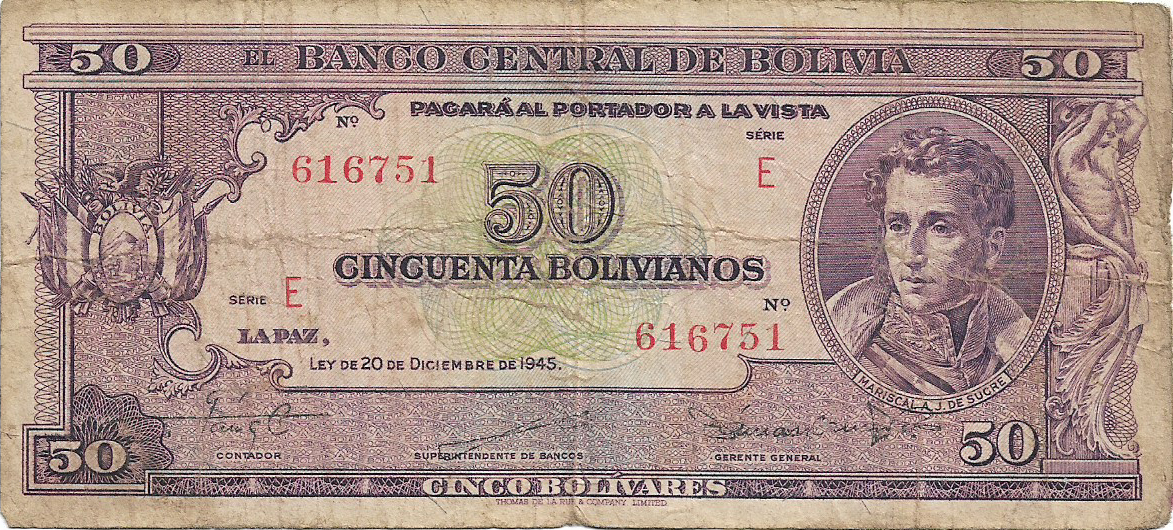 50 EL BANCO CENTRAL DE BOLIVIA 50
PAGARÁ AL PORTADOR A LA VISTA
Nº SÉRIE
616751 E
50
BOLIVIA
CINCUENTA BOLIVIANOS
SÉRIE E Nº
616751
LA PAZ,
LEY DE 20 DE DICIEMBRE DE 1945.
MARISCAL A. J. DE SUCRE
50 50
CONTADOR SUPERINTENDENTE DE BANCOS GERENTE GENERAL
CINCO BOLÍVARES
THOMAS DE LA RUE & COMPANY LIMITED